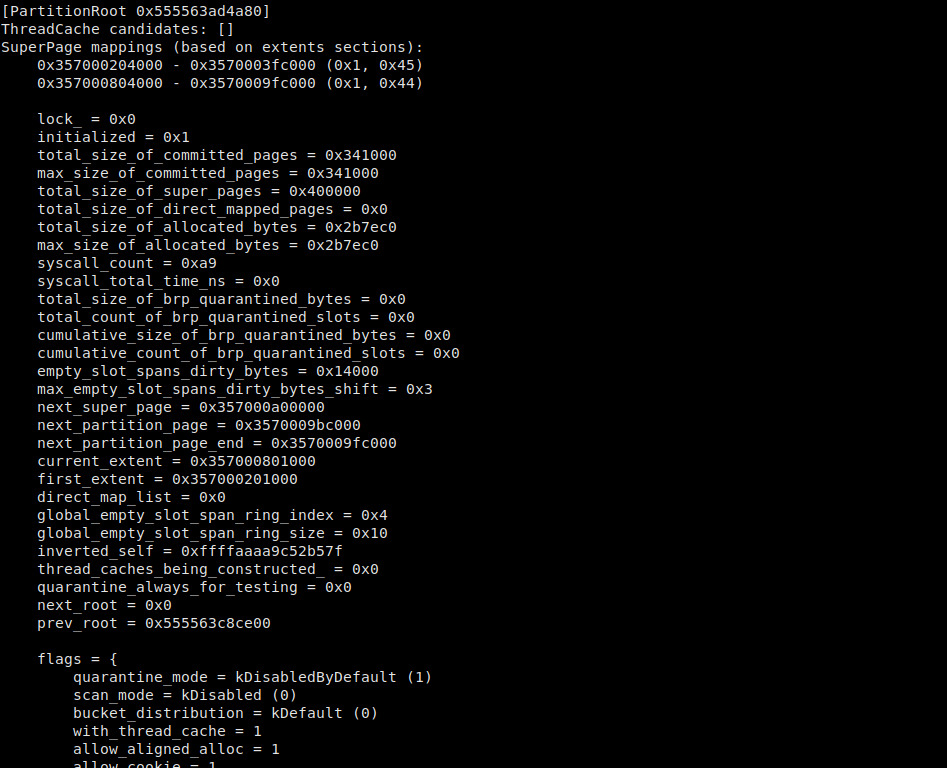 [PartitionRoot 0x555563ad4a80]
ThreadCache candidates: []
SuperPage mappings (based on extents sections):
0x357000204000 - 0x3570003fc000 (0x1, 0x45)
0x357000804000 - 0x3570009fc000 (0x1, 0x44)
lock_ = 0x0
initialized = 0x1
total_size_of_committed_pages = 0x341000
max_size_of_committed_pages = 0x341000
total_size_of_super_pages = 0x400000
total_size_of_direct_mapped_pages = 0x0
total_size_of_allocated_bytes = 0x2b7ec0
max_size_of_allocated_bytes = 0x2b7ec0
syscall_count = 0xa9
syscall_total_time_ns = 0x0
total_size_of_brp_quarantined_bytes = 0x0
total_count_of_brp_quarantined_slots = 0x0
cumulative_size_of_brp_quarantined_bytes = 0x0
cumulative_count_of_brp_quarantined_slots = 0x0
empty_slot_spans_dirty_bytes = 0x14000
max_empty_slot_spans_dirty_bytes_shift = 0x3
next_super_page = 0x357000a00000
next_partition_page = 0x3570009bc000
next_partition_page_end = 0x3570009fc000
current_extent = 0x357000801000
first_extent = 0x357000201000
direct_map_list = 0x0
global_empty_slot_span_ring_index = 0x4
global_empty_slot_span_ring_size = 0x10
inverted_self = 0xffffaaaa9c52b57f
thread_caches_being_constructed_ = 0x0
quarantine_always_for_testing = 0x0
next_root = 0x0
prev_root = 0x555563c8ce00
flags = {
quarantine_mode = kDisabledByDefault (1)
scan_mode = kDisabled (0)
bucket_distribution = kDefault (0)
with_thread_cache = 1
allow_aligned_alloc = 1
allow_cookie = 1